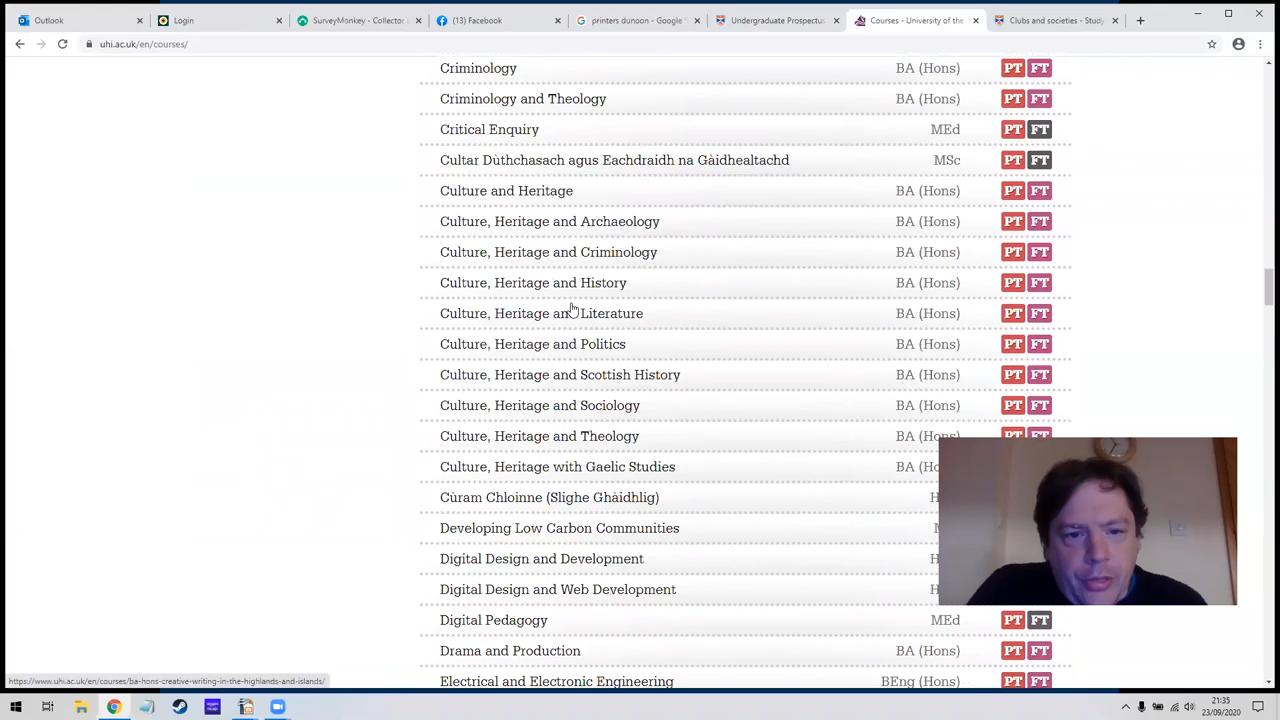 Outlook
Login
SurveyMonkey - Collector
(13) Facebook
printers dunoon - Google
Undergraduate Prospectus
Courses - University of the
Clubs and societies - Study
uhi.ac.uk/en/courses/
Criminology BA (Hons) PT FT
Criminology and Theology BA (Hons) PT FT
Critical Enquiry MEd PT FT
Cultar Dùthchasach agus Eachdraidh na Gàidhealtachd MSc PT FT
Culture and Heritage BA (Hons) PT FT
Culture, Heritage and Archaeology BA (Hons) PT FT
Culture, Heritage and Criminology BA (Hons) PT FT
Culture, Heritage and History BA (Hons) PT FT
Culture, Heritage and Literature BA (Hons) PT FT
Culture, Heritage and Politics BA (Hons) PT FT
Culture, Heritage and Scottish History BA (Hons) PT FT
Culture, Heritage and Sociology BA (Hons) PT FT
Culture, Heritage and Theology BA (Hons) PT FT
Culture, Heritage with Gaelic Studies BA (Ho
Cùram Chloinne (Slighe Ghàidhlig) H
Developing Low Carbon Communities
Digital Design and Development H
Digital Design and Web Development H
Digital Pedagogy MEd PT FT
Drama and Production BA (Hons) PT FT
Electrical and Electronic Engineering BEng (Hons) PT FT
https://www.uhi.ac.uk/en/courses/ba-hons-creative-writing-in-the-highlands-and-islands/
21:35
23/09/2020